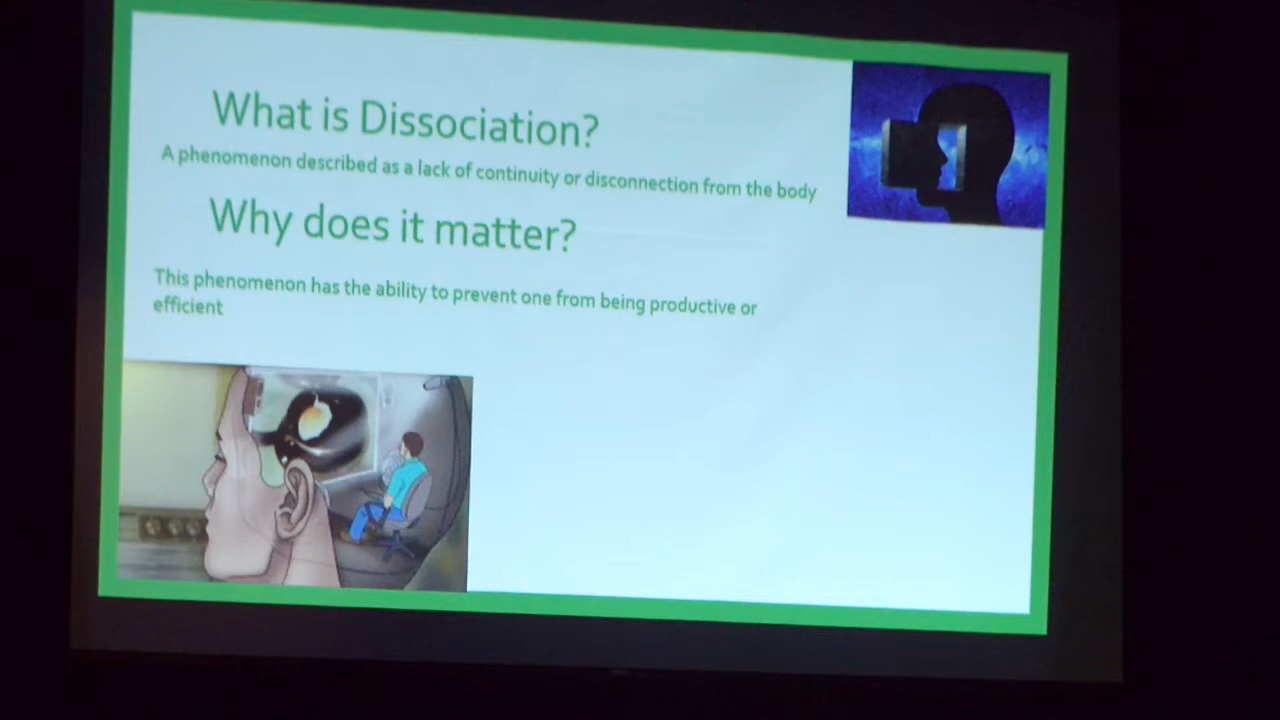 What is Dissociation?
A phenomenon described as a lack of continuity or disconnection from the body
Why does it matter?
This phenomenon has the ability to prevent one from being productive or
efficient